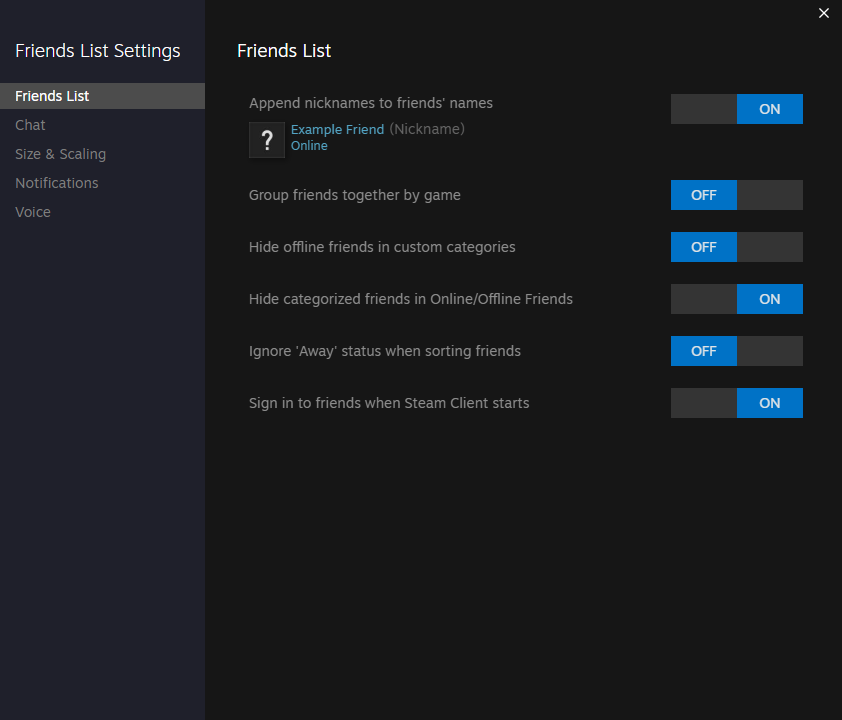 Friends List Settings
Friends List
Chat
Size & Scaling
Notifications
Voice
Friends List
Append nicknames to friends' names
ON
?
Example Friend (Nickname)
Online
Group friends together by game
OFF
Hide offline friends in custom categories
OFF
Hide categorized friends in Online/Offline Friends
ON
Ignore 'Away' status when sorting friends
OFF
Sign in to friends when Steam Client starts
ON